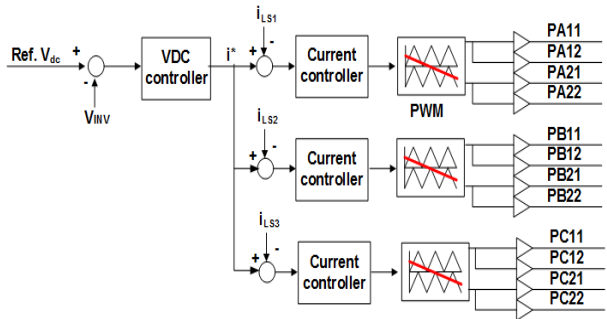 Ref. Vdc
+
-
VINV
VDC
controller
i*
iLS1
+
-
Current
controller
PWM
PA11
PA12
PA21
PA22
iLS2
+
-
Current
controller
PB11
PB12
PB21
PB22
iLS3
+
-
Current
controller
PC11
PC12
PC21
PC22